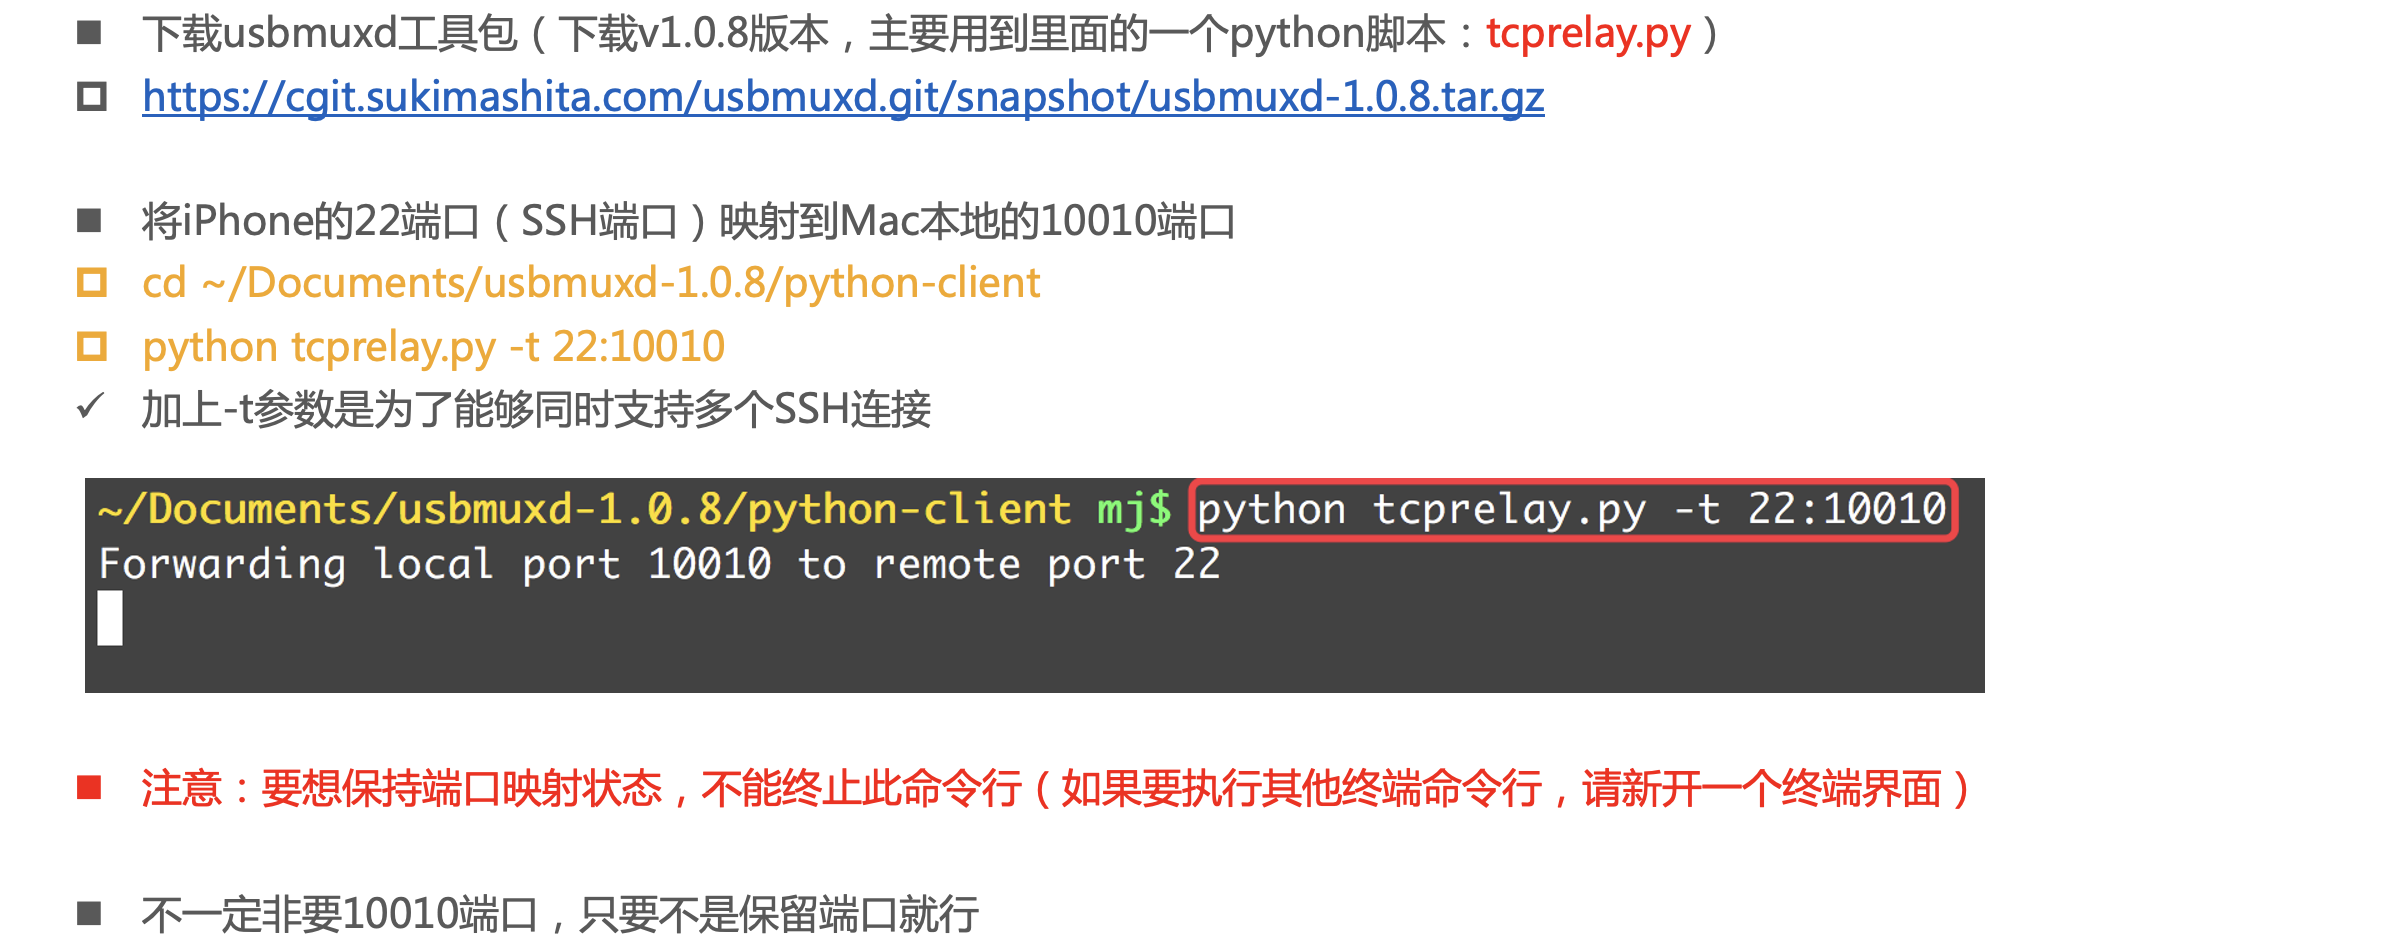 下载usbmuxd工具包（下载v1.0.8版本，主要用到里面的一个python脚本：tcprelay.py）
https://cgit.sukimashita.com/usbmuxd.git/snapshot/usbmuxd-1.0.8.tar.gz
将iPhone的22端口（SSH端口）映射到Mac本地的10010端口
cd ~/Documents/usbmuxd-1.0.8/python-client
python tcprelay.py -t 22:10010
加上-t参数是为了能够同时支持多个SSH连接
~/Documents/usbmuxd-1.0.8/python-client mj$ python tcprelay.py -t 22:10010
Forwarding local port 10010 to remote port 22
注意：要想保持端口映射状态，不能终止此命令行（如果要执行其他终端命令行，请新开一个终端界面）
不一定非要10010端口，只要不是保留端口就行